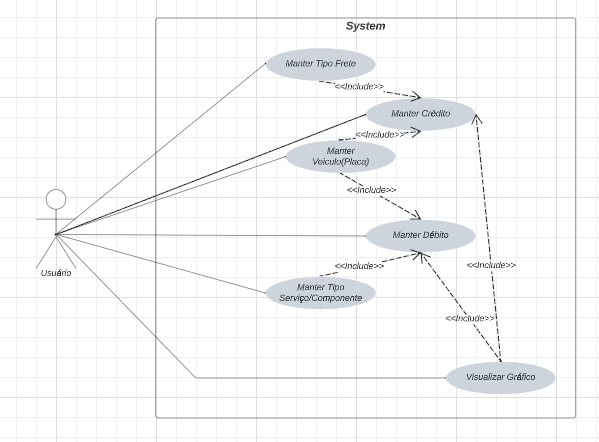 System
Manter Tipo Frete
<<Include>>
Manter Crédito
<<Include>>
Manter
Veiculo(Placa)
<<Include>>
Manter Débito
<<Include>>
<<Include>>
Usuário
Manter Tipo
Serviço/Componente
<<Include>>
Visualizar Gráfico